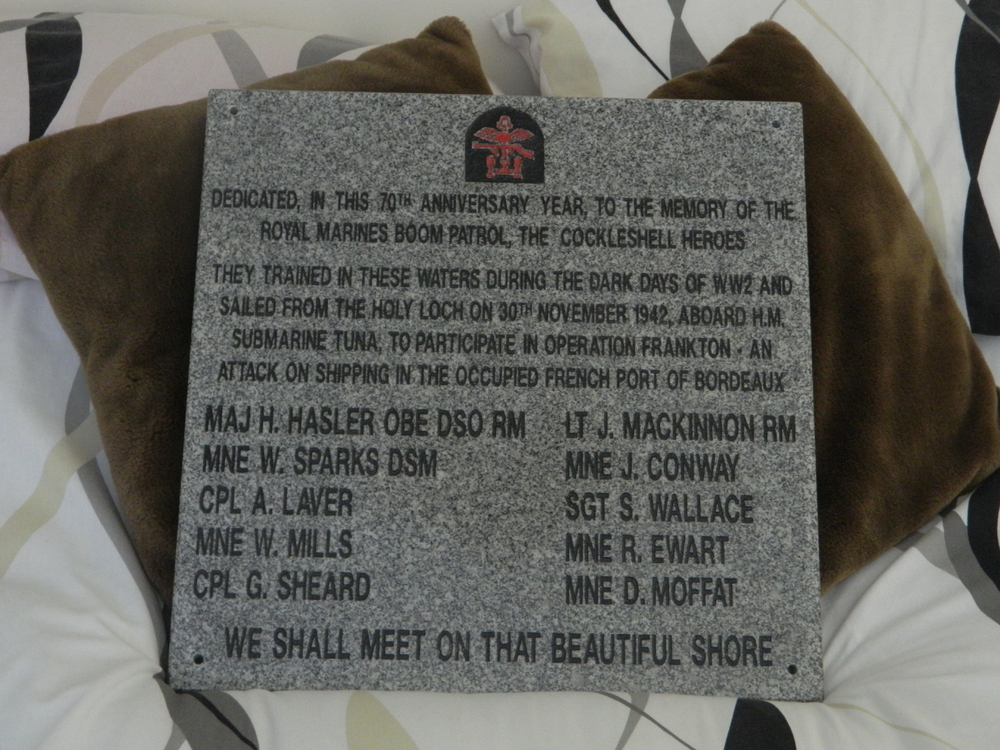 DEDICATED, IN THIS 70TH ANNIVERSARY YEAR, TO THE MEMORY OF THE
ROYAL MARINES BOOM PATROL, THE COCKLESHELL HEROES
THEY TRAINED IN THESE WATERS DURING THE DARK DAYS OF WW2 AND
SAILED FROM THE HOLY LOCH ON 30TH NOVEMBER 1942, ABOARD H.M.
SUBMARINE TUNA, TO PARTICIPATE IN OPERATION FRANKTON - AN
ATTACK ON SHIPPING IN THE OCCUPIED FRENCH PORT OF BORDEAUX
MAJ H. HASLER OBE DSO RM
MNE W. SPARKS DSM
CPL A. LAVER
MNE W. MILLS
CPL G. SHEARD
LT J. MACKINNON RM
MNE J. CONWAY
SGT S. WALLACE
MNE R. EWART
MNE D. MOFFAT
WE SHALL MEET ON THAT BEAUTIFUL SHORE